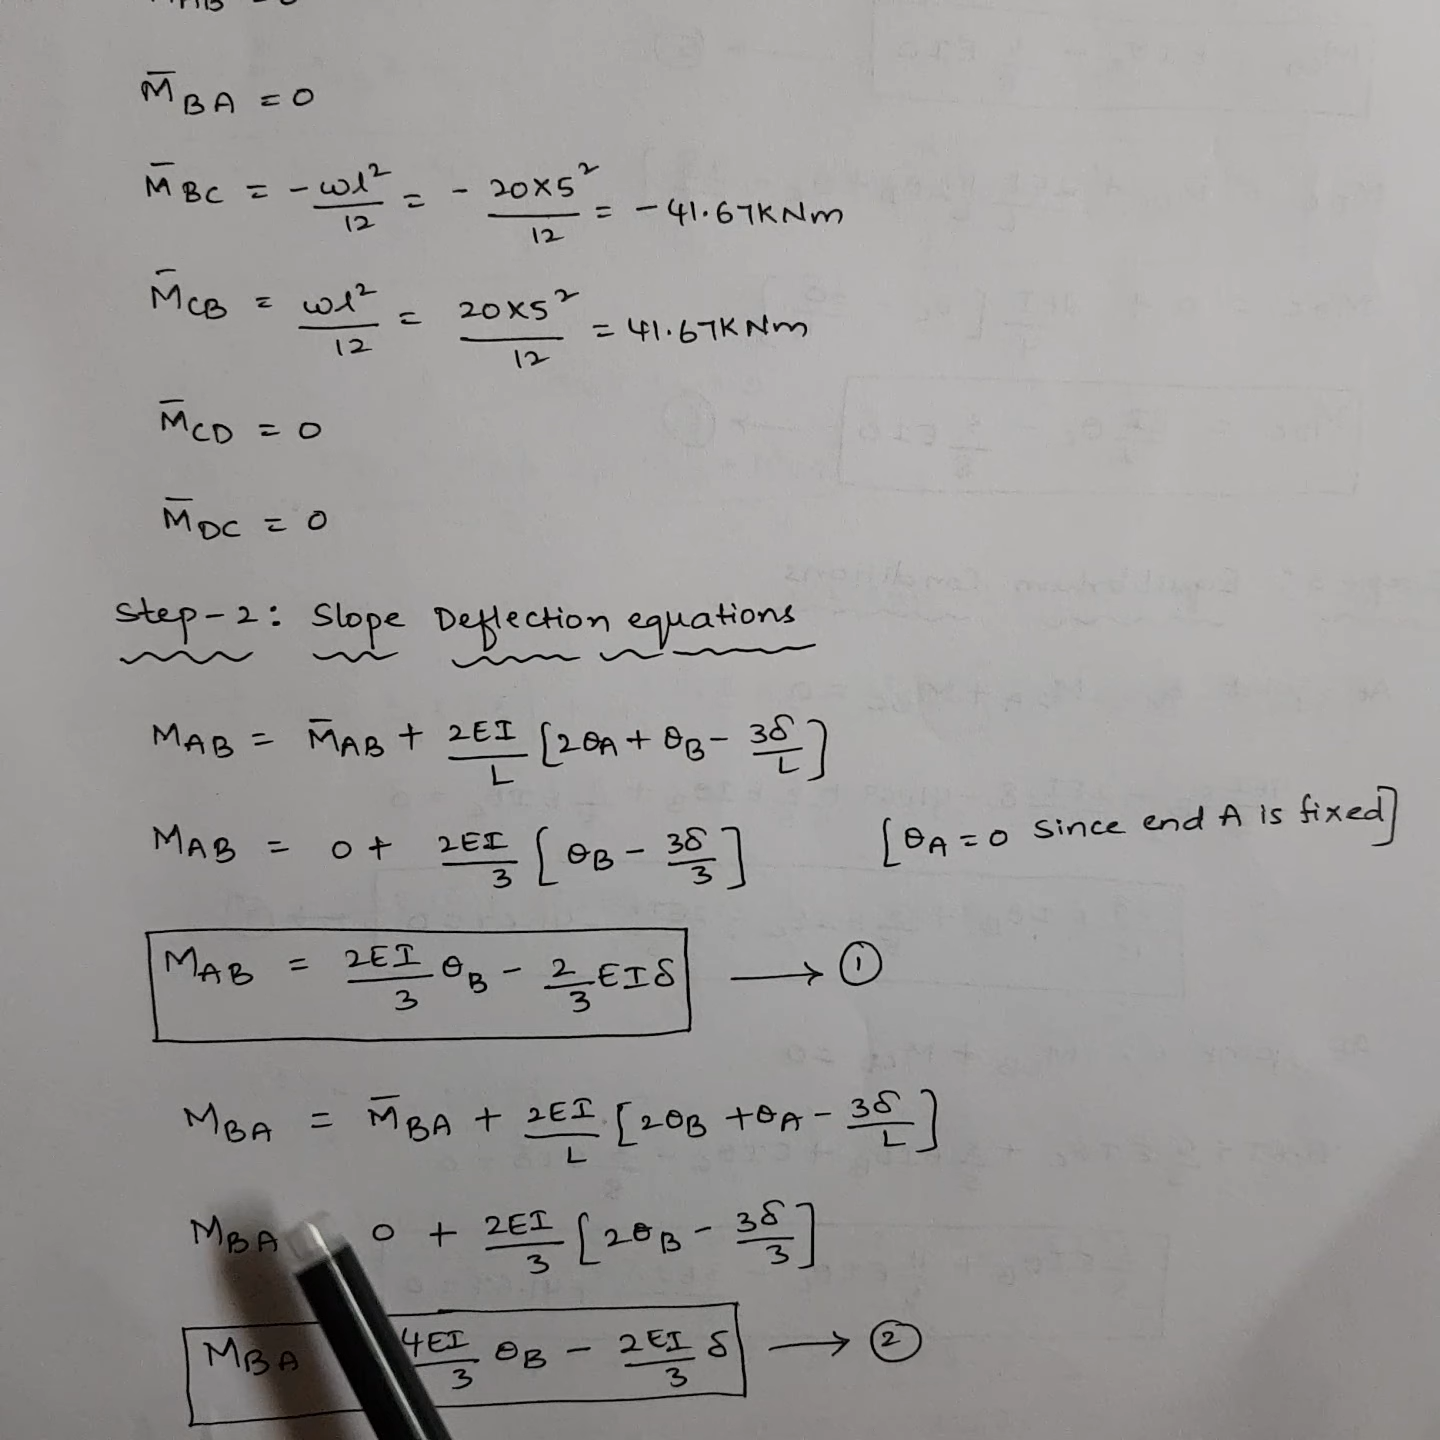 M̄BA = 0
M̄BC = -wl²/12 = - 20×5²/12 = -41.67KNm
M̄CB = wl²/12 = 20×5²/12 = 41.67KNm
M̄CD = 0
M̄DC = 0
Step-2: Slope Deflection equations
MAB = M̄AB + 2EI/L [2θA + θB - 3δ/L]
MAB = 0 + 2EI/3 [θB - 3δ/3] [θA = 0 since end A is fixed]
MAB = 2EI/3 θB - 2/3 EIδ → ①
MBA = M̄BA + 2EI/L [2θB + θA - 3δ/L]
MBA 0 + 2EI/3 [2θB - 3δ/3]
MBA 4EI/3 θB - 2EI/3 δ → ②